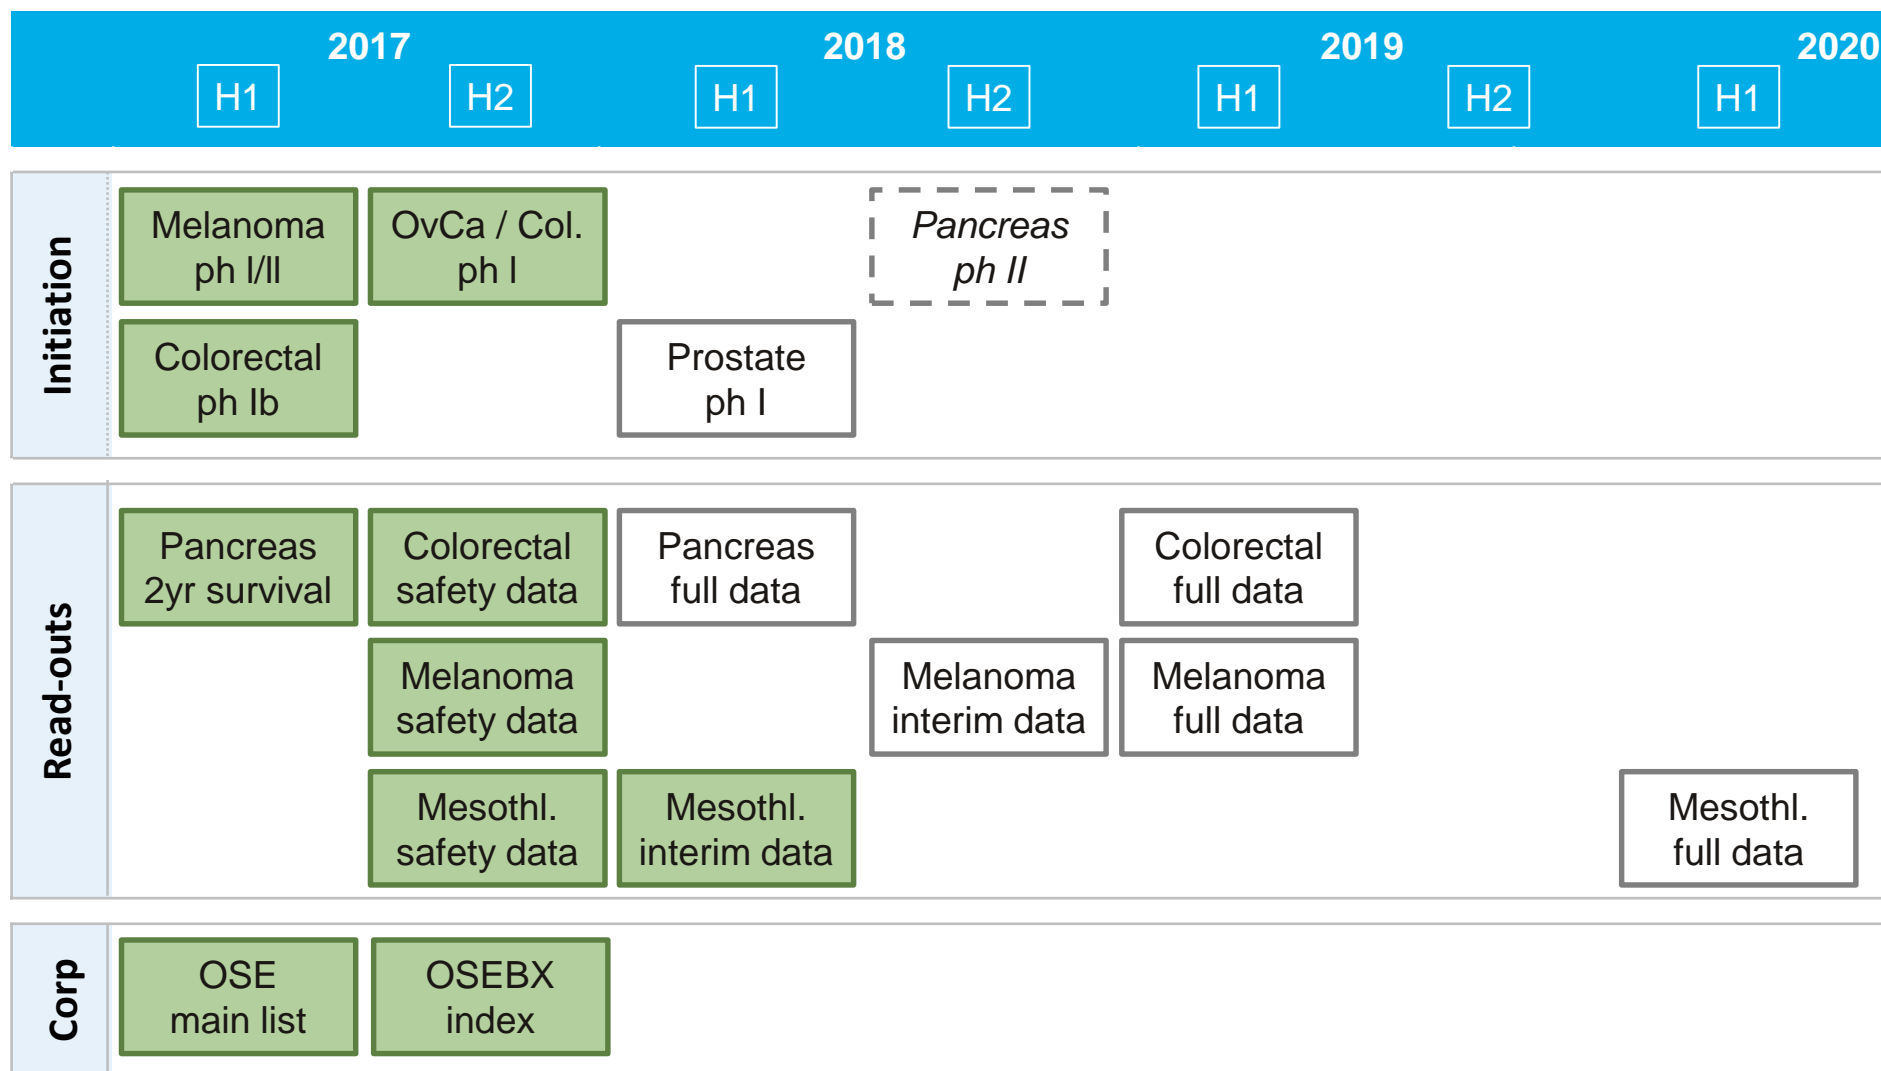 2017
2018
2019
2020
H1
H2
H1
H2
H1
H2
H1
Initiation
Melanoma
ph I/II
OvCa / Col.
ph I
Pancreas
ph II
Colorectal
ph Ib
Prostate
ph I
Read-outs
Pancreas
2yr survival
Colorectal
safety data
Pancreas
full data
Colorectal
full data
Melanoma
safety data
Melanoma
interim data
Melanoma
full data
Mesothl.
safety data
Mesothl.
interim data
Mesothl.
full data
Corp
OSE
main list
OSEBX
index